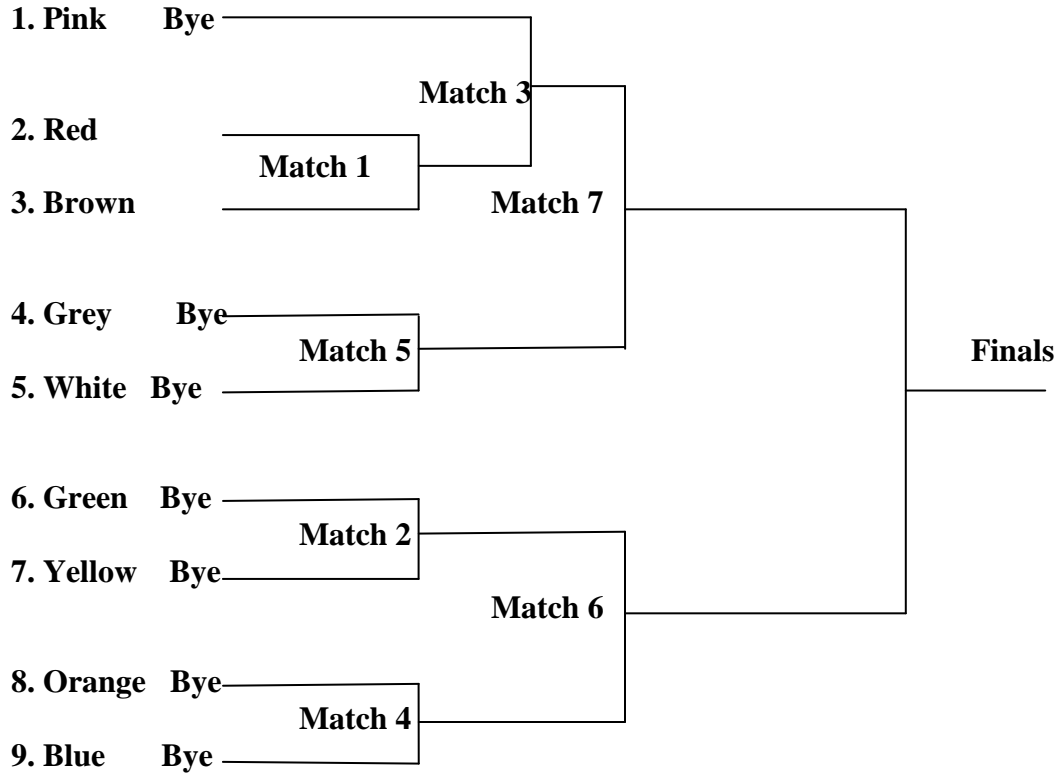 1. Pink Bye
Match 3
2. Red
Match 1
3. Brown
Match 7
4. Grey Bye
Match 5
Finals
5. White Bye
6. Green Bye
Match 2
7. Yellow Bye
Match 6
8. Orange Bye
Match 4
9. Blue Bye